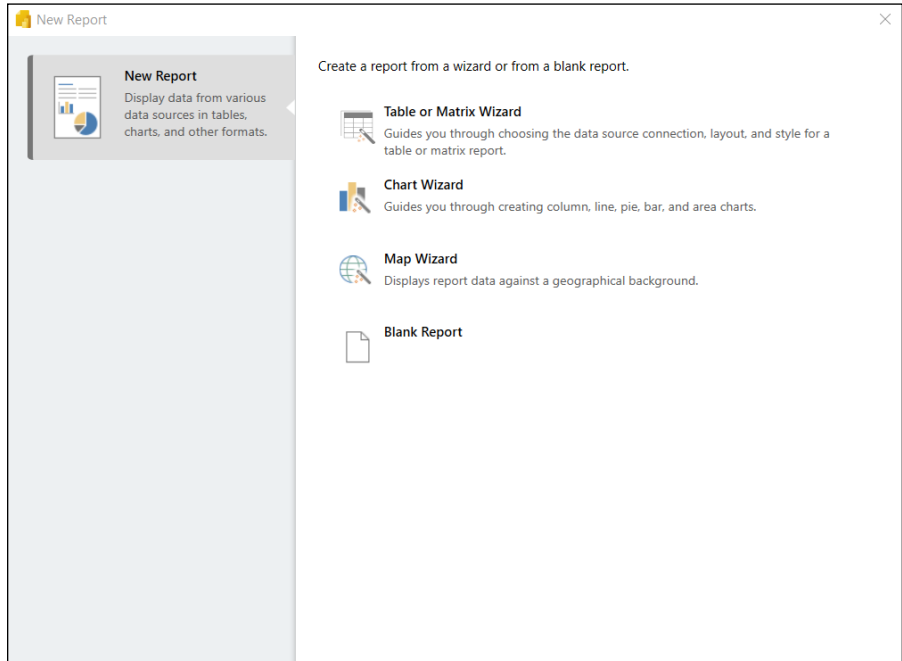 New Report
New Report
Display data from various
data sources in tables,
charts, and other formats.
Create a report from a wizard or from a blank report.
Table or Matrix Wizard
Guides you through choosing the data source connection, layout, and style for a
table or matrix report.
Chart Wizard
Guides you through creating column, line, pie, bar, and area charts.
Map Wizard
Displays report data against a geographical background.
Blank Report